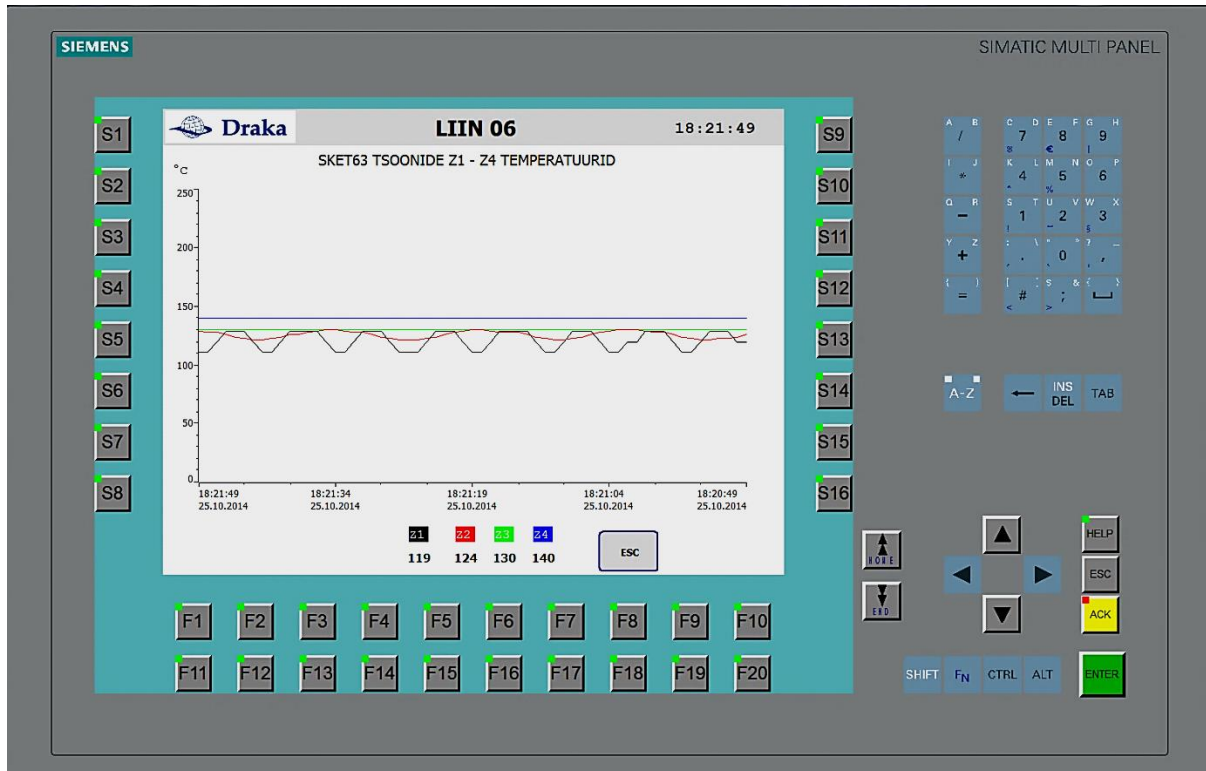 SIEMENS
SIMATIC MULTI PANEL
Draka LIIN 06 18:21:49
SKET63 TSOONIDE Z1 - Z4 TEMPERATUURID
°C
250
200
150
100
50
0
18:21:49 18:21:34 18:21:19 18:21:04 18:20:49
25.10.2014 25.10.2014 25.10.2014 25.10.2014 25.10.2014
Z1 Z2 Z3 Z4
119 124 130 140
ESC
S1
S2
S3
S4
S5
S6
S7
S8
S9
S10
S11
S12
S13
S14
S15
S16
F1 F2 F3 F4 F5 F6 F7 F8 F9 F10
F11 F12 F13 F14 F15 F16 F17 F18 F19 F20
A B C D E F G H
/ 7 8 9
€
I J K L M N O P
* 4 5 6
%
Q R S T U V W X
- 1 2 3
! §
Y Z : \ " ° ? _
+ . 0 ,
{ } [ ] $ & ( )
= # ;
< >
A-Z ← INS DEL TAB
HOME
END
HELP
ESC
ACK
SHIFT FN CTRL ALT ENTER